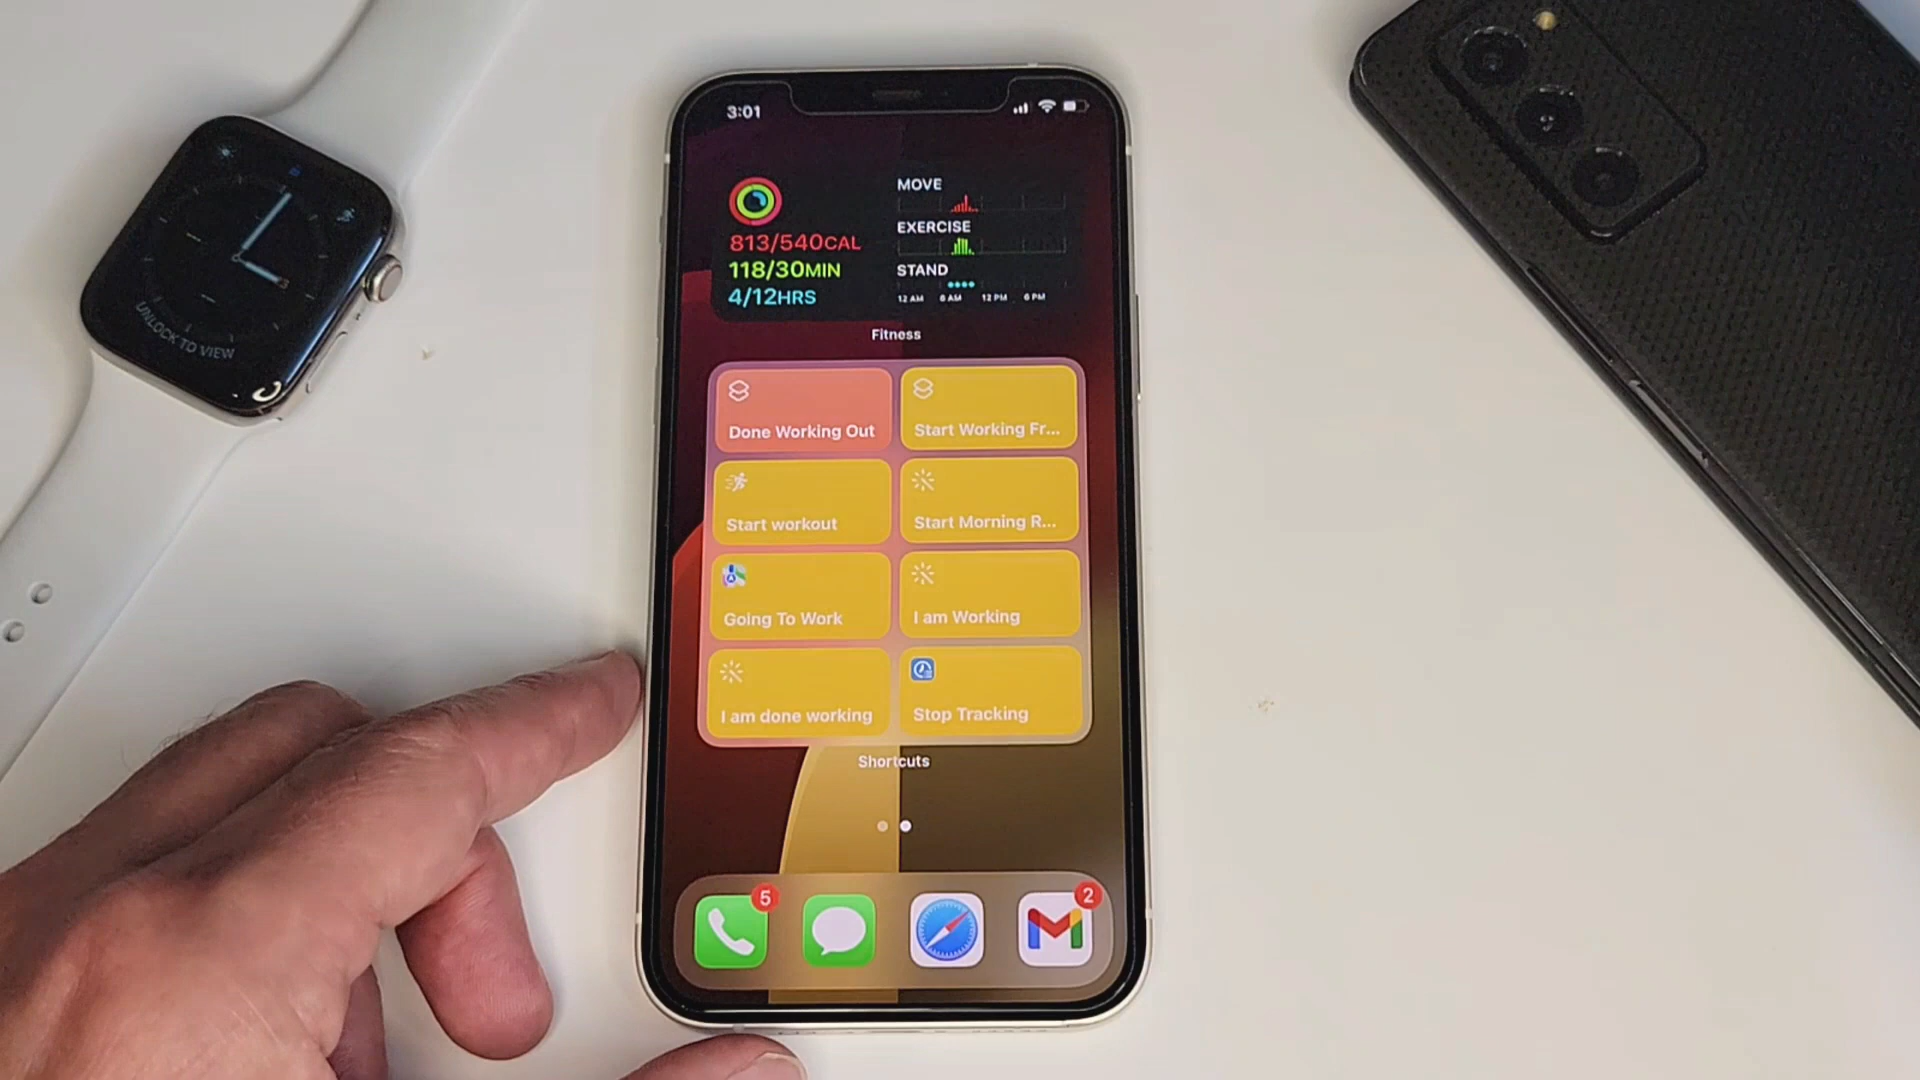 UNLOCK TO VIEW
3:01
813/540CAL
118/30MIN
4/12HRS
MOVE
EXERCISE
STAND
12 AM 6 AM 12 PM 6 PM
Fitness
Done Working Out
Start Working Fr...
Start workout
Start Morning R...
Going To Work
I am Working
I am done working
Stop Tracking
Shortcuts
5
2